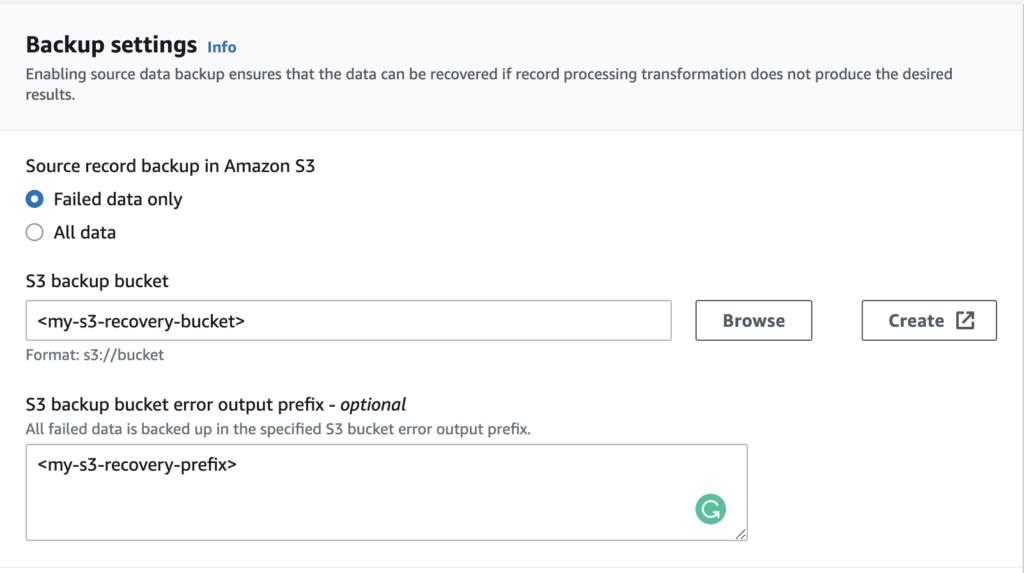 Backup settings Info
Enabling source data backup ensures that the data can be recovered if record processing transformation does not produce the desired
results.
Source record backup in Amazon S3
Failed data only
All data
S3 backup bucket
<my-s3-recovery-bucket>
Browse
Create
Format: s3://bucket
S3 backup bucket error output prefix - optional
All failed data is backed up in the specified S3 bucket error output prefix.
<my-s3-recovery-prefix>